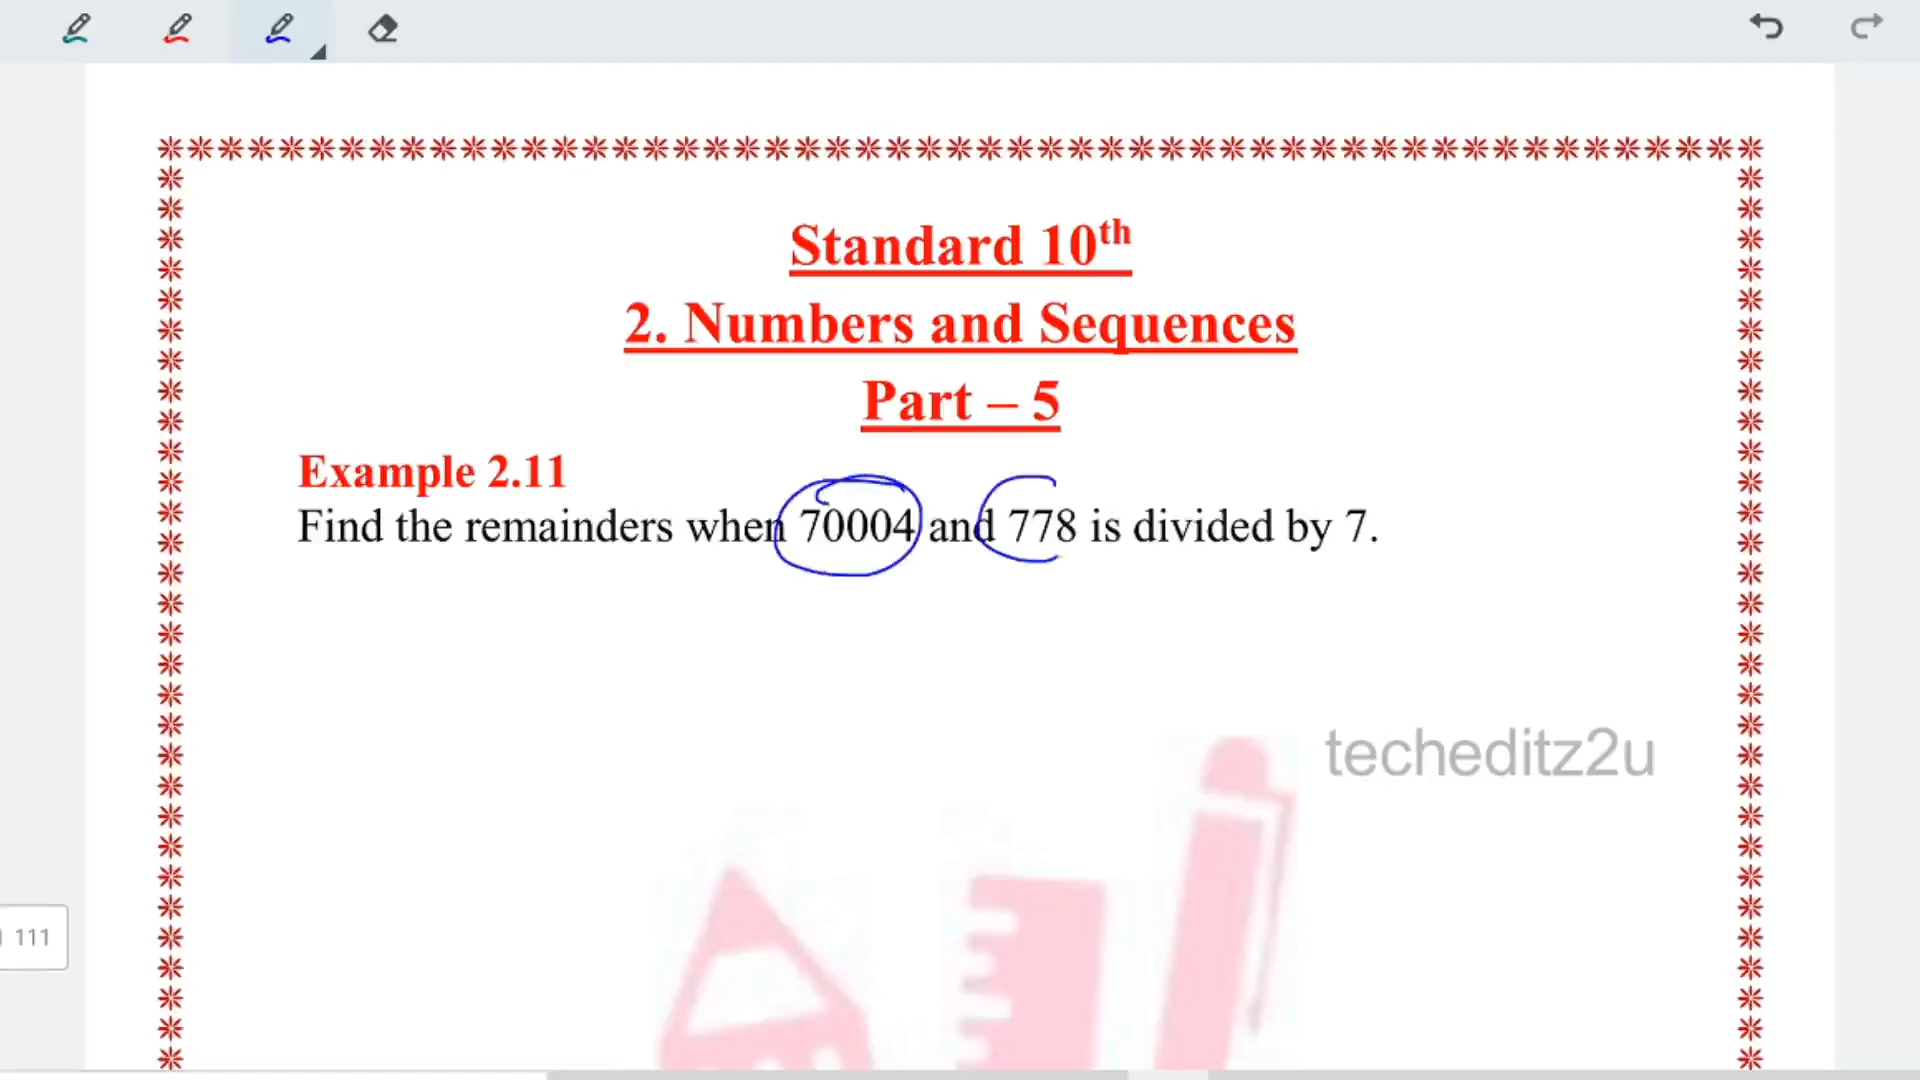 Standard 10th
2. Numbers and Sequences
Part – 5
Example 2.11
Find the remainders when 70004 and 778 is divided by 7.
techeditz2u
111